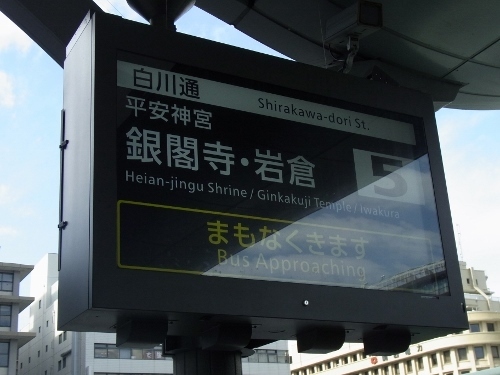 白川通 Shirakawa-dori St.
平安神宮
銀閣寺・岩倉 5
Heian-jingu Shrine / Ginkakuji Temple / Iwakura
まもなくきます
Bus Approaching